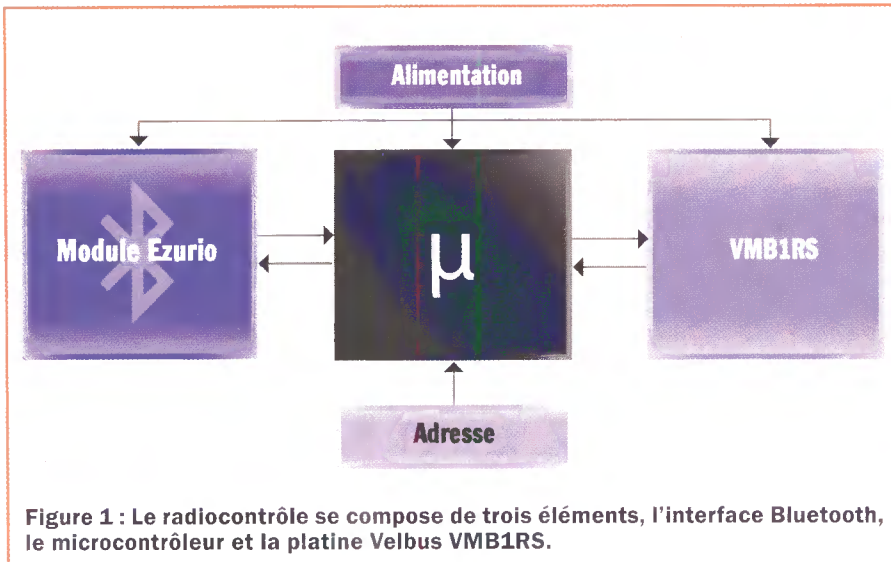 Alimentation
Module Ezurio
µ
VMB1RS
Adresse
Figure 1 : Le radiocontrôle se compose de trois éléments, l'interface Bluetooth,
le microcontrôleur et la platine Velbus VMB1RS.